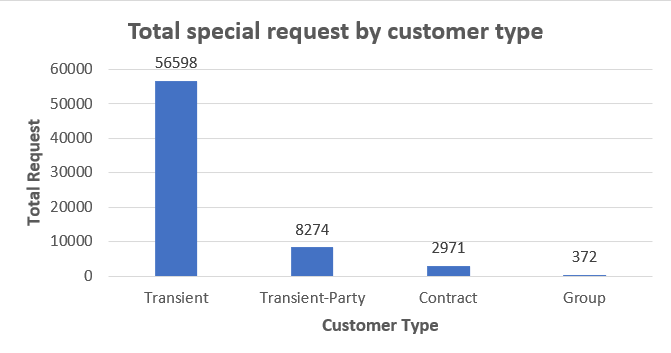 Total special request by customer type
Total Request
60000
50000
40000
30000
20000
10000
0
56598
8274
2971
372
Transient
Transient-Party
Contract
Group
Customer Type